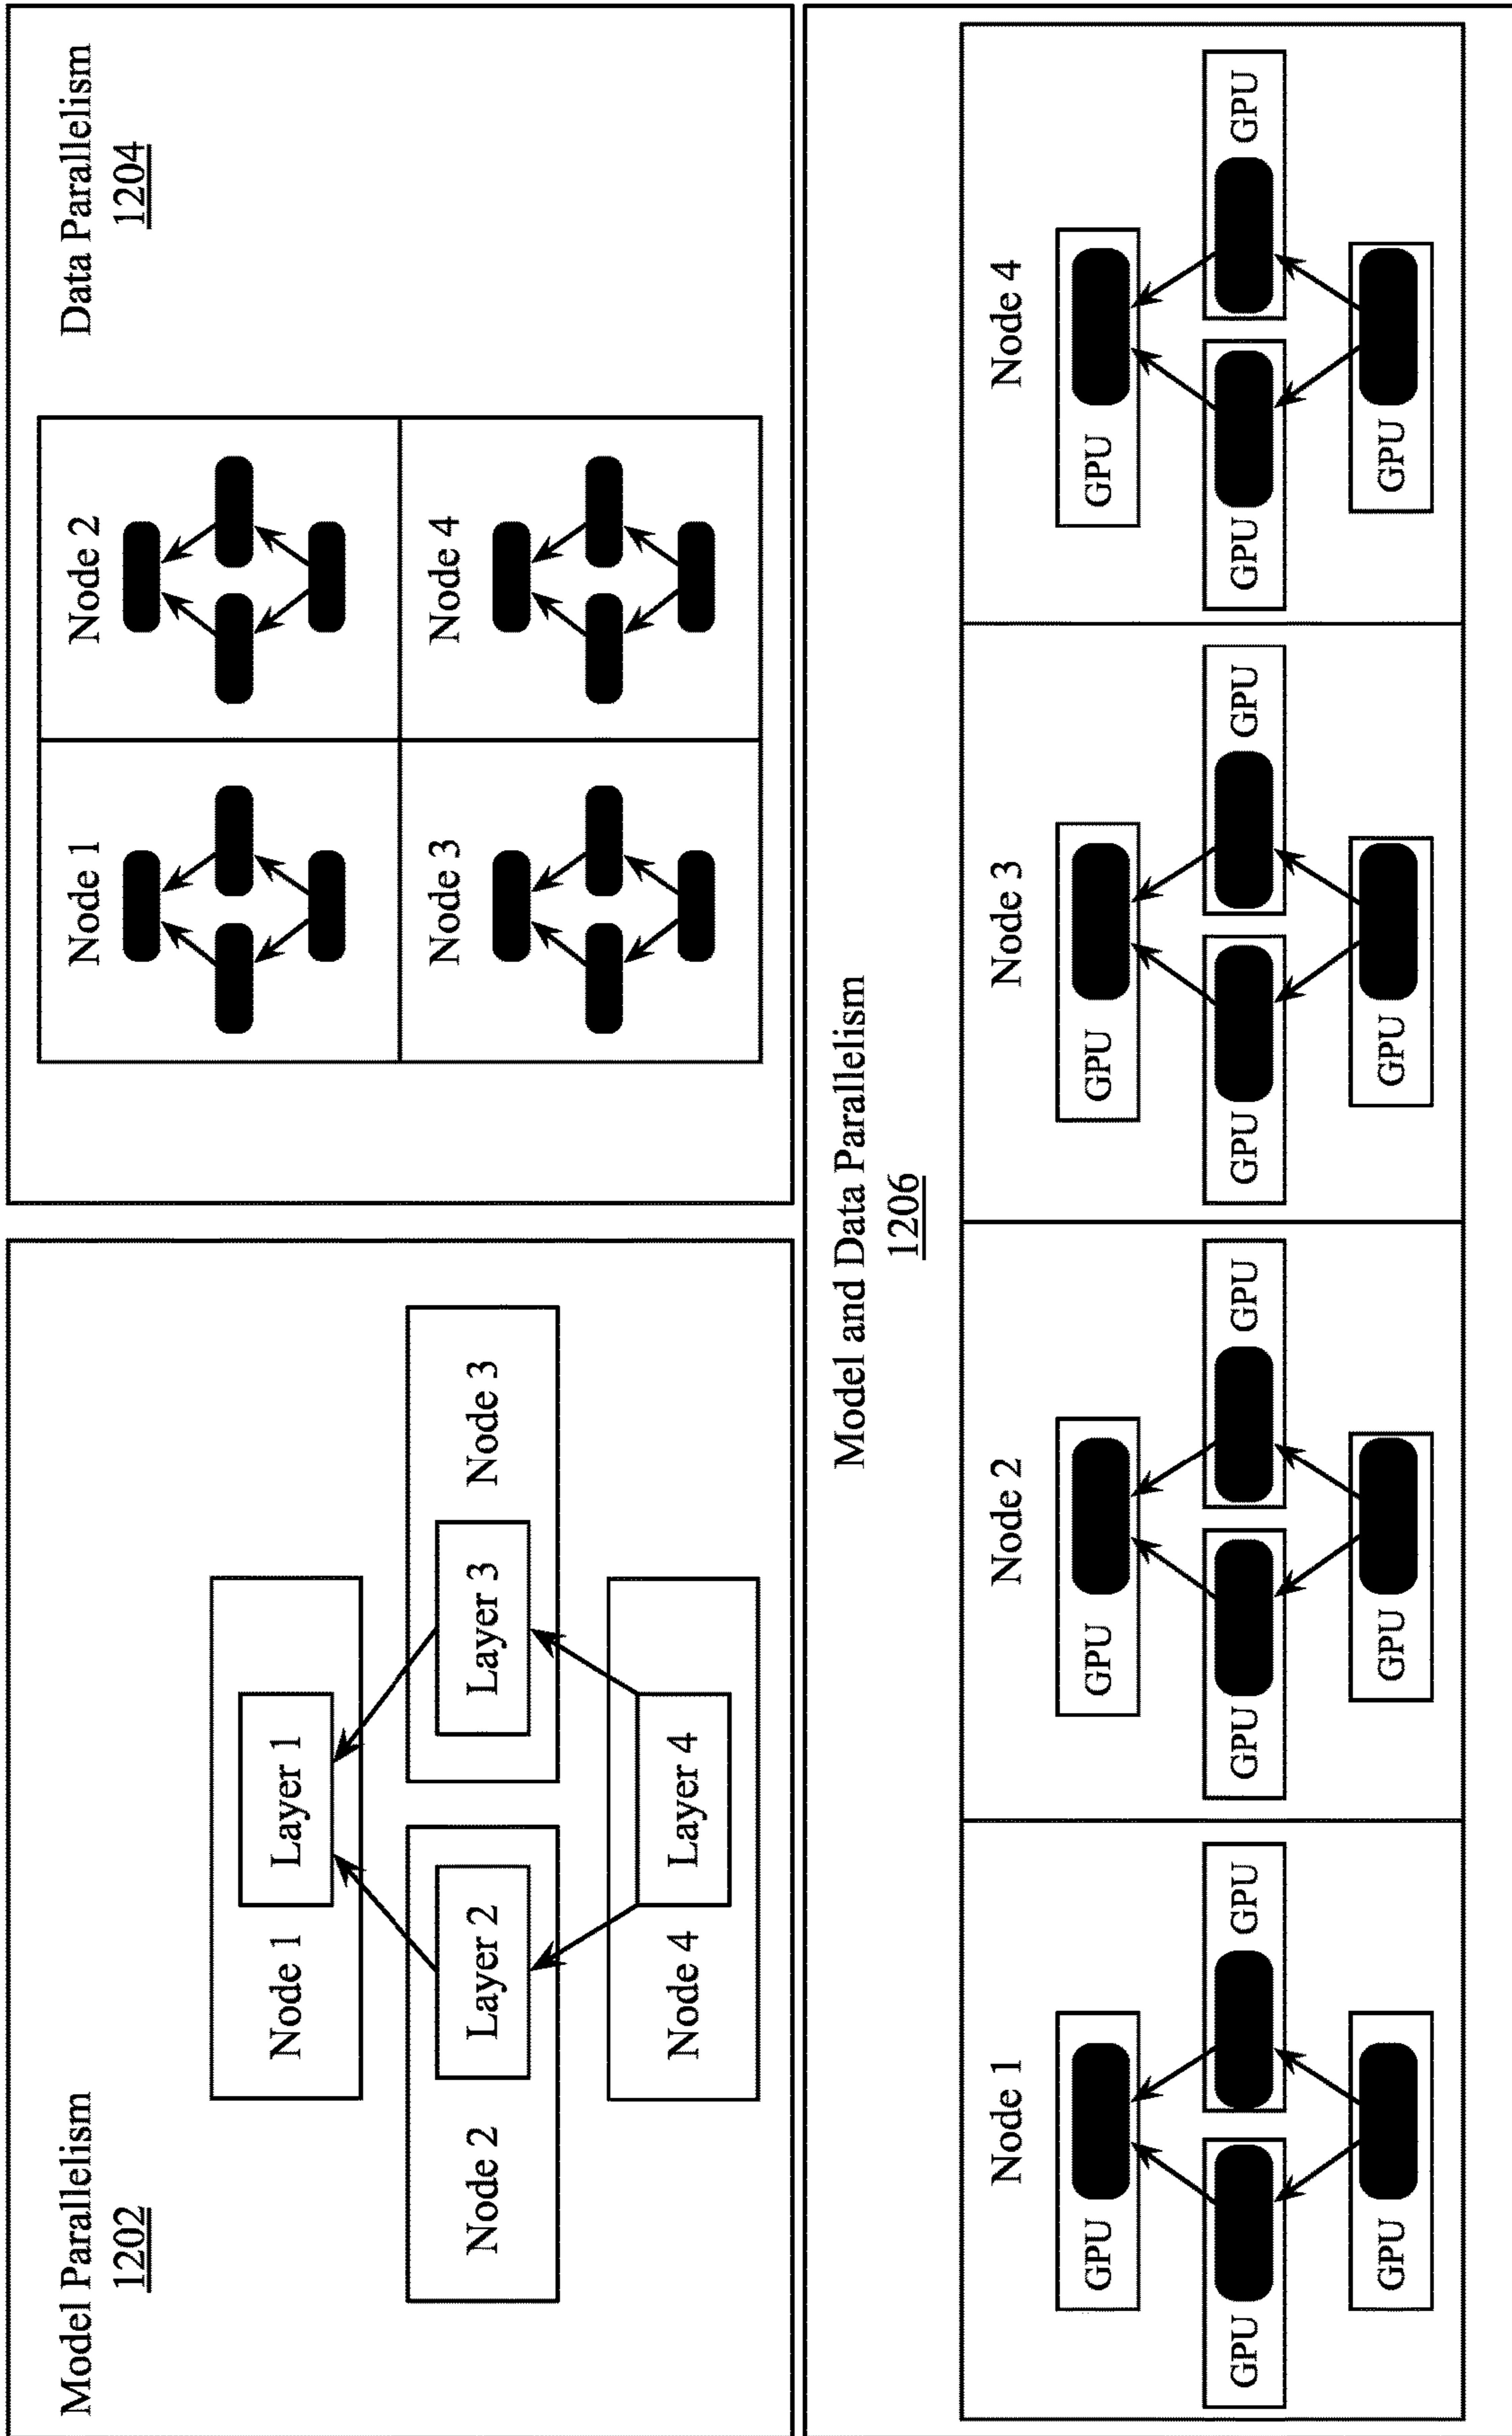 Model Parallelism
1202
Node 1
Layer 1
Node 2
Layer 2
Layer 3
Node 3
Node 4
Layer 4
Data Parallelism
1204
Node 1
Node 2
Node 3
Node 4
Model and Data Parallelism
1206
Node 1
GPU
GPU
GPU
GPU
Node 2
GPU
GPU
GPU
GPU
Node 3
GPU
GPU
GPU
GPU
Node 4
GPU
GPU
GPU
GPU